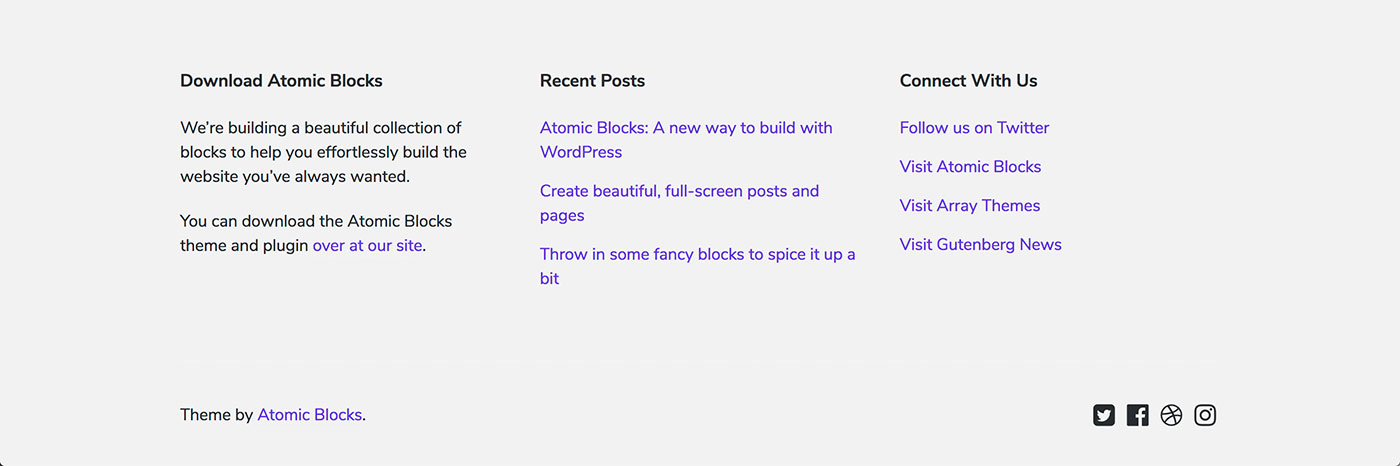 Download Atomic Blocks
We’re building a beautiful collection of
blocks to help you effortlessly build the
website you’ve always wanted.
You can download the Atomic Blocks
theme and plugin over at our site.
Recent Posts
Atomic Blocks: A new way to build with
WordPress
Create beautiful, full-screen posts and
pages
Throw in some fancy blocks to spice it up a
bit
Connect With Us
Follow us on Twitter
Visit Atomic Blocks
Visit Array Themes
Visit Gutenberg News
Theme by Atomic Blocks.